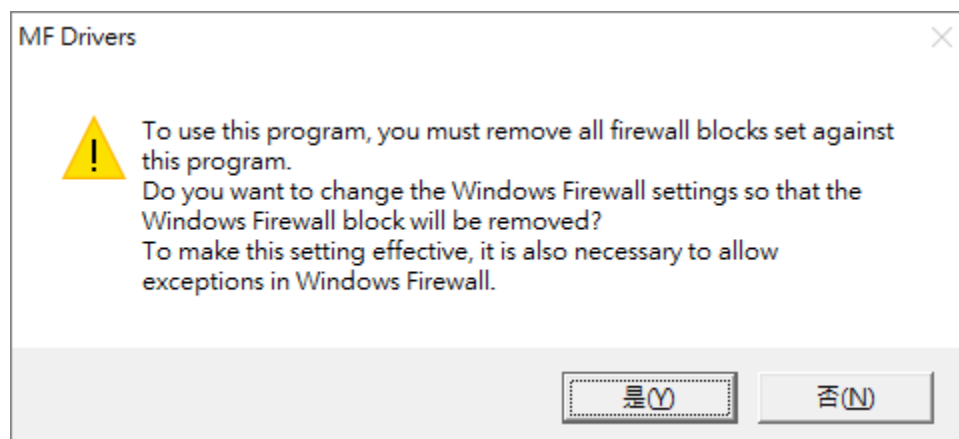 MF Drivers
To use this program, you must remove all firewall blocks set against
this program.
Do you want to change the Windows Firewall settings so that the
Windows Firewall block will be removed?
To make this setting effective, it is also necessary to allow
exceptions in Windows Firewall.
是(Y)
否(N)